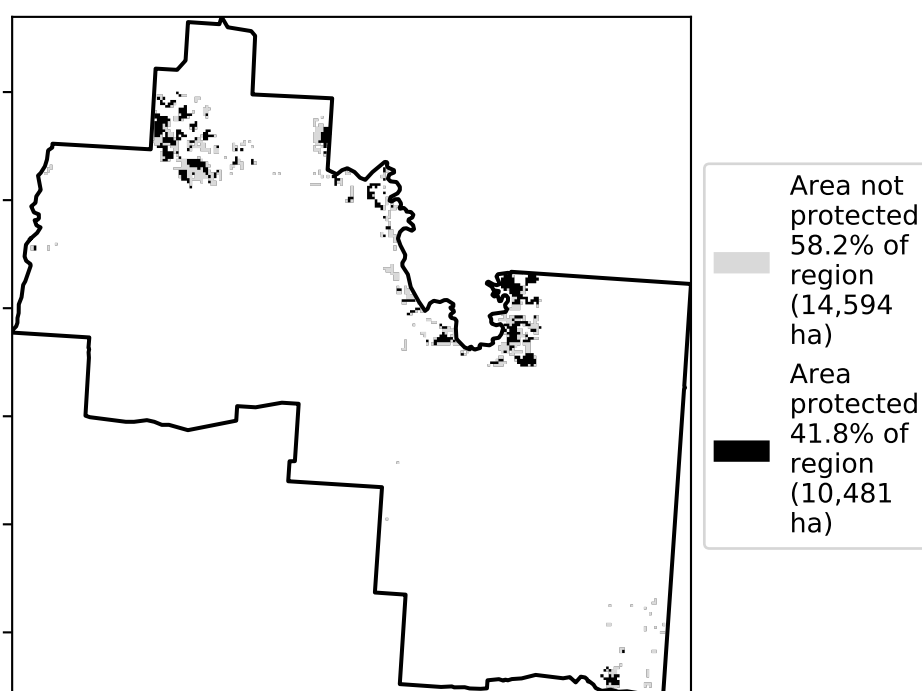 Area not
protected
58.2% of
region
(14,594
ha)
Area
protected
41.8% of
region
(10,481
ha)